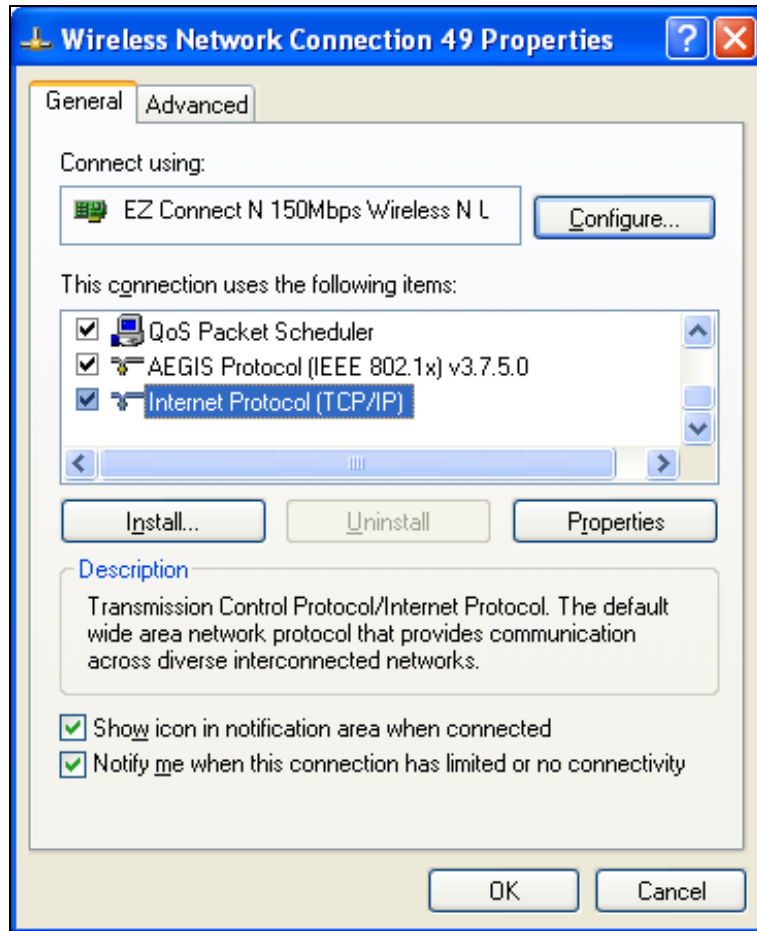 Wireless Network Connection 49 Properties
General
Advanced
Connect using:
EZ Connect N 150Mbps Wireless N U
Configure...
This connection uses the following items:
QoS Packet Scheduler
AEGIS Protocol (IEEE 802.1x) v3.7.5.0
Internet Protocol (TCP/IP)
Install...
Uninstall
Properties
Description
Transmission Control Protocol/Internet Protocol. The default
wide area network protocol that provides communication
across diverse interconnected networks.
Show icon in notification area when connected
Notify me when this connection has limited or no connectivity
OK
Cancel